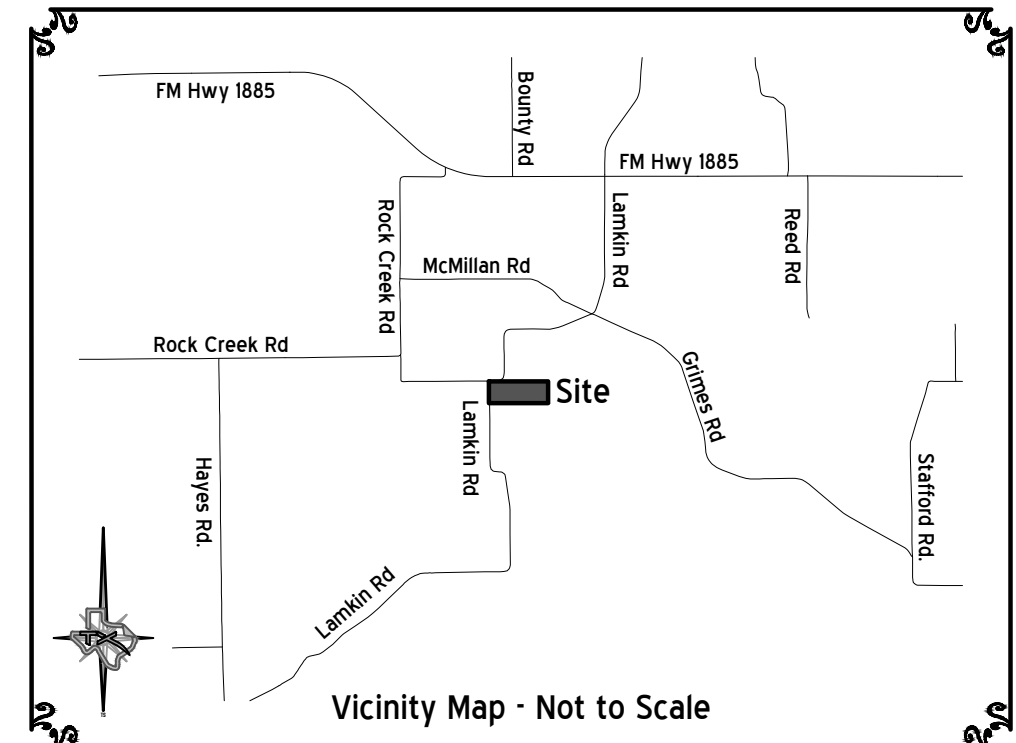 FM Hwy 1885
Bounty Rd
FM Hwy 1885
Rock Creek Rd
Lamkin Rd
Reed Rd
McMillan Rd
Rock Creek Rd
Grimes Rd
Site
Lamkin Rd
Hayes Rd.
Stafford Rd.
Lamkin Rd
TX
Vicinity Map - Not to Scale